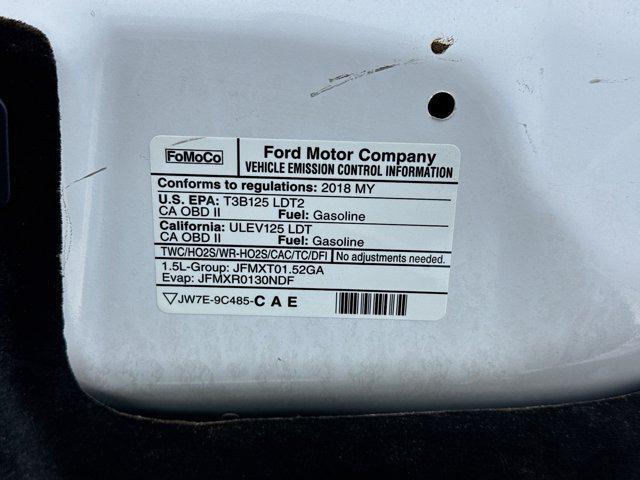 FoMoCo
Ford Motor Company
VEHICLE EMISSION CONTROL INFORMATION
Conforms to regulations: 2018 MY
U.S. EPA: T3B125 LDT2
CA OBD II Fuel: Gasoline
California: ULEV125 LDT
CA OBD II Fuel: Gasoline
TWC/HO2S/WR-HO2S/CAC/TC/DFI No adjustments needed.
1.5L-Group: JFMXT01.52GA
Evap: JFMXR0130NDF
JW7E-9C485-C A E